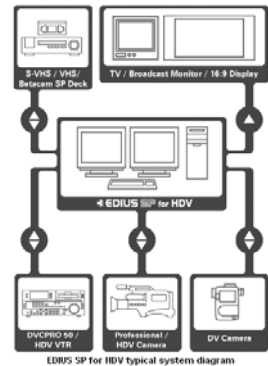 S-VHS / VHS/
Betacam SP Deck
TV / Broadcast Monitor / 16:9 Display
EDIUS SP for HDV
DVCPRO 50 /
HDV VTR
Professional /
HDV Camera
DV Camera
EDIUS SP for HDV typical system diagram